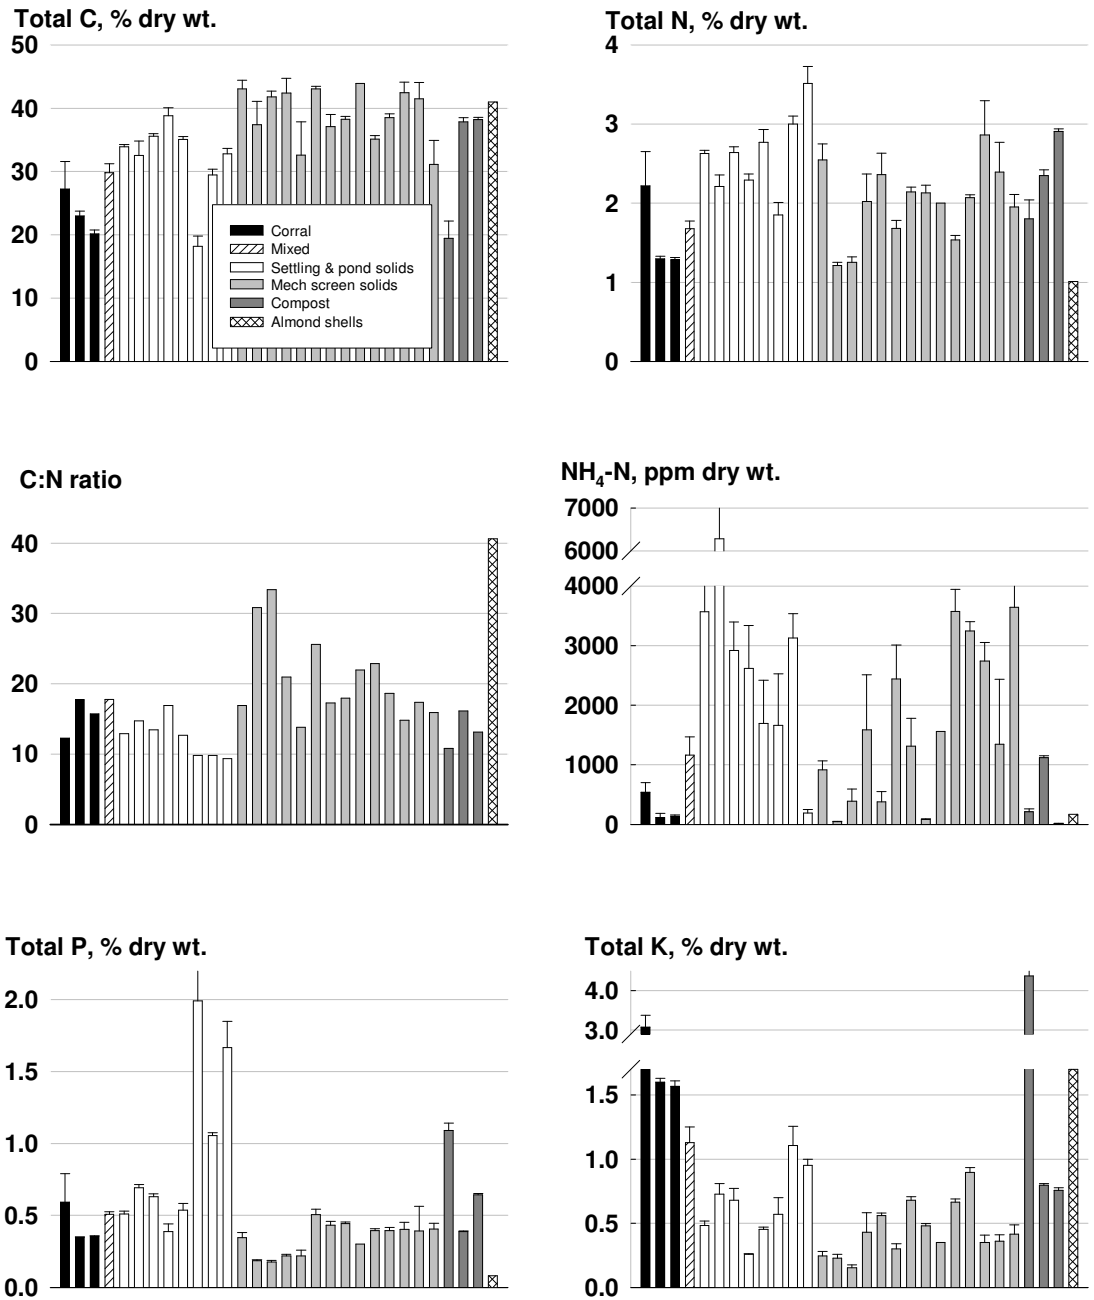 Total C, % dry wt.
50
40
30
20
10
0
Corral
Mixed
Settling & pond solids
Mech screen solids
Compost
Almond shells
Total N, % dry wt.
4
3
2
1
0
C:N ratio
40
30
20
10
0
NH₄-N, ppm dry wt.
7000
6000
4000
3000
2000
1000
0
Total P, % dry wt.
2.0
1.5
1.0
0.5
0.0
Total K, % dry wt.
4.0
3.0
1.5
1.0
0.5
0.0